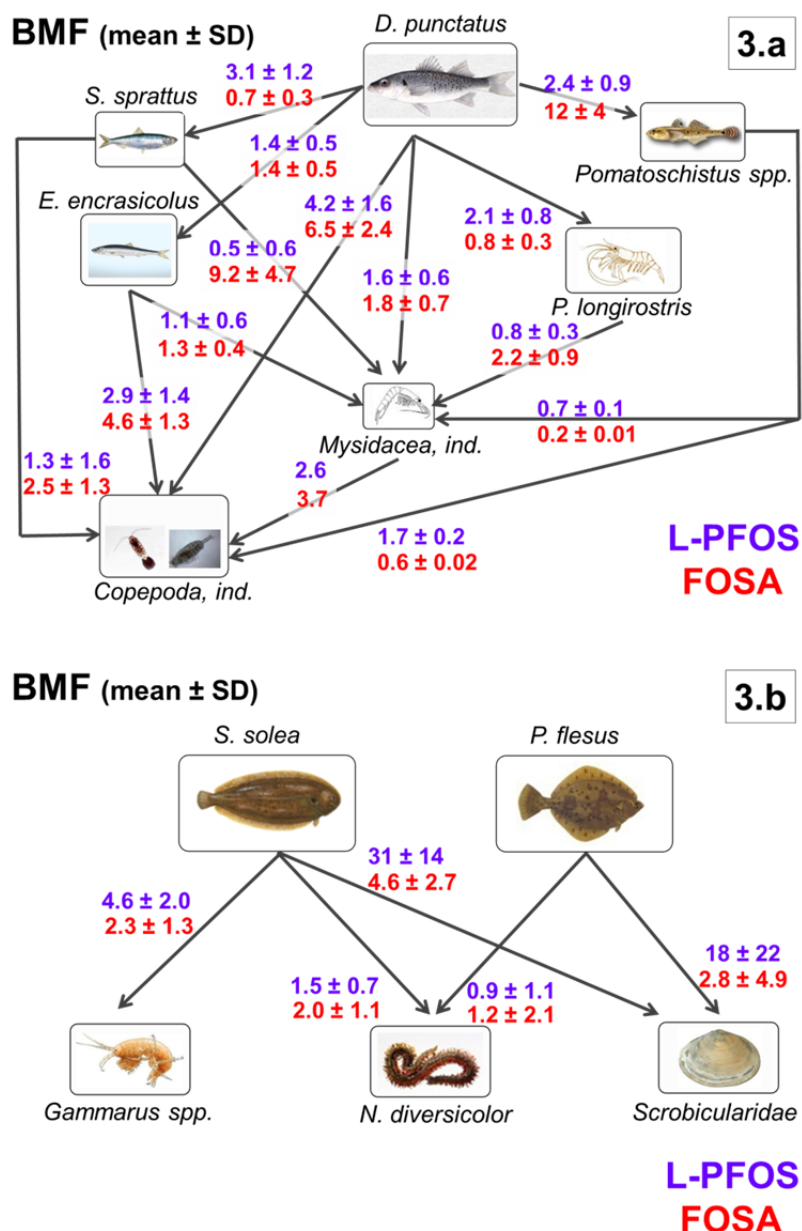 BMF (mean ± SD)
D. punctatus
3.a
S. sprattus
3.1 ± 1.2
0.7 ± 0.3
2.4 ± 0.9
12 ± 4
1.4 ± 0.5
1.4 ± 0.5
Pomatoschistus spp.
E. encrasicolus
4.2 ± 1.6
6.5 ± 2.4
2.1 ± 0.8
0.8 ± 0.3
0.5 ± 0.6
9.2 ± 4.7
1.6 ± 0.6
1.8 ± 0.7
P. longirostris
1.1 ± 0.6
1.3 ± 0.4
0.8 ± 0.3
2.2 ± 0.9
2.9 ± 1.4
4.6 ± 1.3
0.7 ± 0.1
0.2 ± 0.01
Mysidacea, ind.
1.3 ± 1.6
2.5 ± 1.3
2.6
3.7
1.7 ± 0.2
0.6 ± 0.02
Copepoda, ind.
L-PFOS
FOSA
BMF (mean ± SD)
3.b
S. solea
P. flesus
31 ± 14
4.6 ± 2.7
4.6 ± 2.0
2.3 ± 1.3
18 ± 22
2.8 ± 4.9
1.5 ± 0.7
2.0 ± 1.1
0.9 ± 1.1
1.2 ± 2.1
Gammarus spp.
N. diversicolor
Scrobicularidae
L-PFOS
FOSA